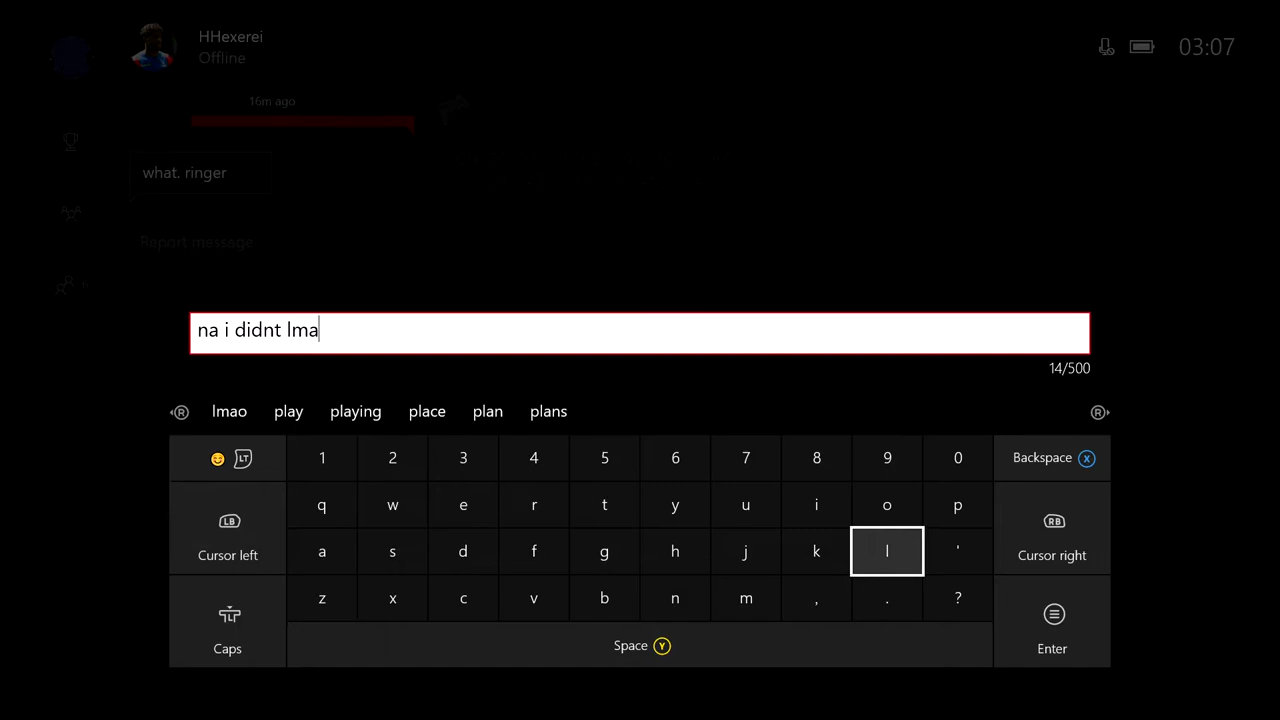 HHexerei
Offline
03:07
16m ago
what. ringer
Report message
na i didnt lma
14/500
R lmao play playing place plan plans R
LT 1 2 3 4 5 6 7 8 9 0 Backspace X
q w e r t y u i o p
LB Cursor left
a s d f g h j k l '
RB Cursor right
z x c v b n m , . ?
LT Caps
Space Y
Enter